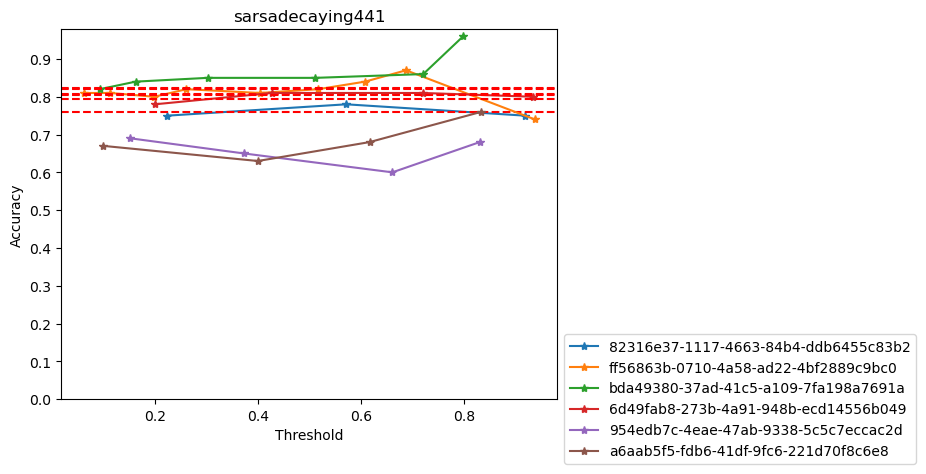 sarsadecaying441
Accuracy
0.9
0.8
0.7
0.6
0.5
0.4
0.3
0.2
0.1
0.0
0.2 0.4 0.6 0.8
Threshold
82316e37-1117-4663-84b4-ddb6455c83b2
ff56863b-0710-4a58-ad22-4bf2889c9bc0
bda49380-37ad-41c5-a109-7fa198a7691a
6d49fab8-273b-4a91-948b-ecd14556b049
954edb7c-4eae-47ab-9338-5c5c7eccac2d
a6aab5f5-fdb6-41df-9fc6-221d70f8c6e8